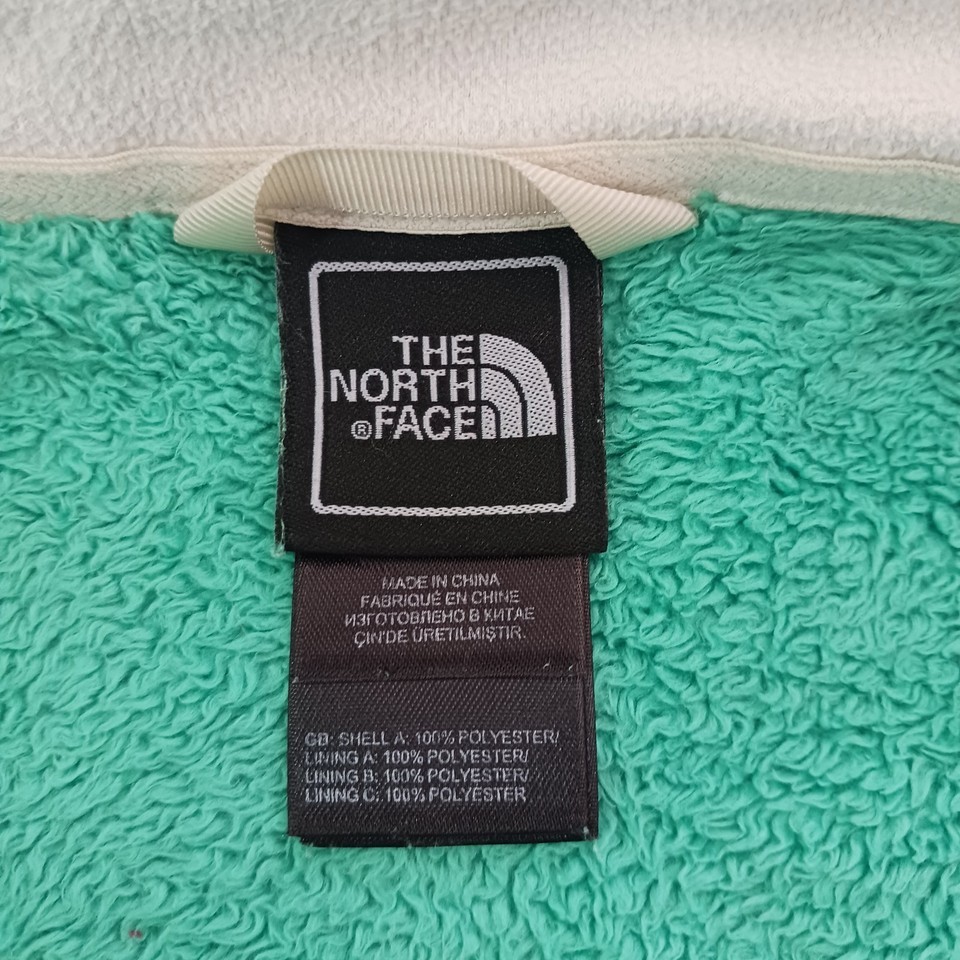 THE
NORTH
®FACE
MADE IN CHINA
FABRIQUÉ EN CHINE
ИЗГОТОВЛЕНО В КИТАЕ
ÇIN'DE ÜRETILMIŞTIR.
GB: SHELL A: 100% POLYESTER/
LINING A: 100% POLYESTER/
LINING B: 100% POLYESTER/
LINING C: 100% POLYESTER